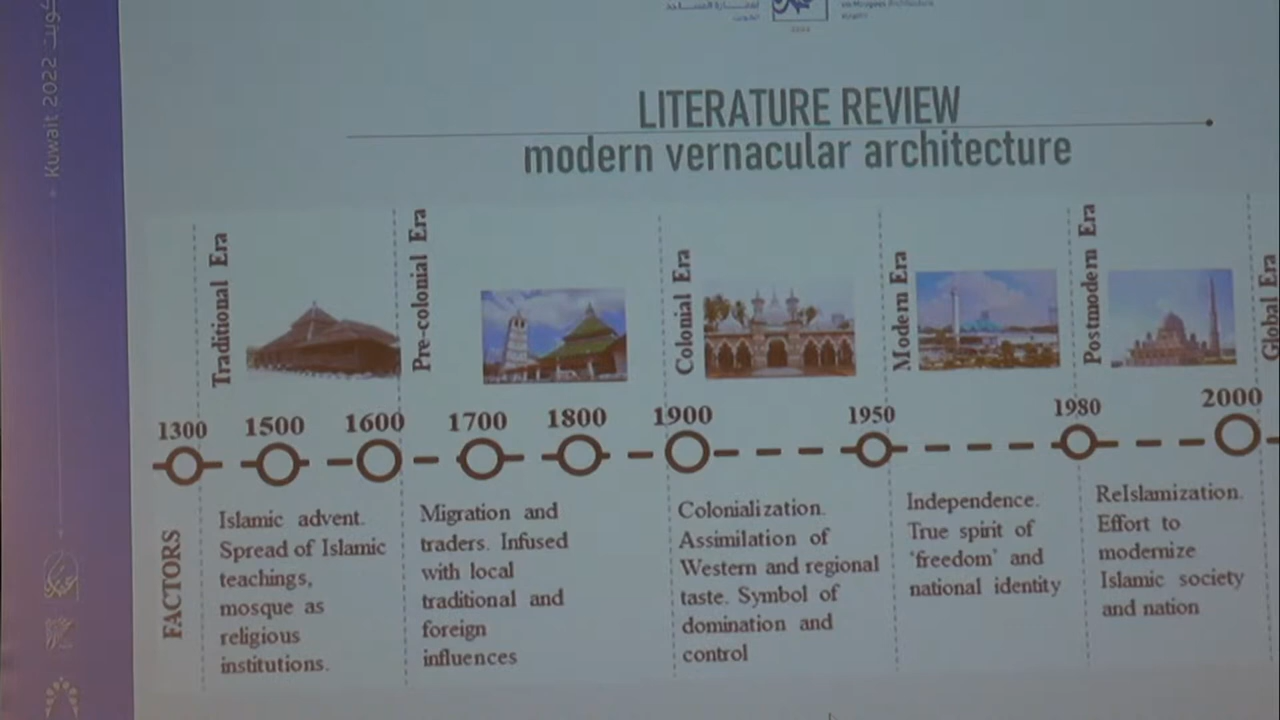 Kuwait 2022 كويت
LITERATURE REVIEW
modern vernacular architecture
Traditional Era
Pre-colonial Era
Colonial Era
Modern Era
Postmodern Era
Global Era
1300
1500
1600
1700
1800
1900
1950
1980
2000
FACTORS
Islamic advent.
Spread of Islamic
teachings,
mosque as
religious
institutions.
Migration and
traders. Infused
with local
traditional and
foreign
influences
Colonialization.
Assimilation of
Western and regional
taste. Symbol of
domination and
control
Independence.
True spirit of
'freedom' and
national identity
ReIslamization.
Effort to
modernize
Islamic society
and nation